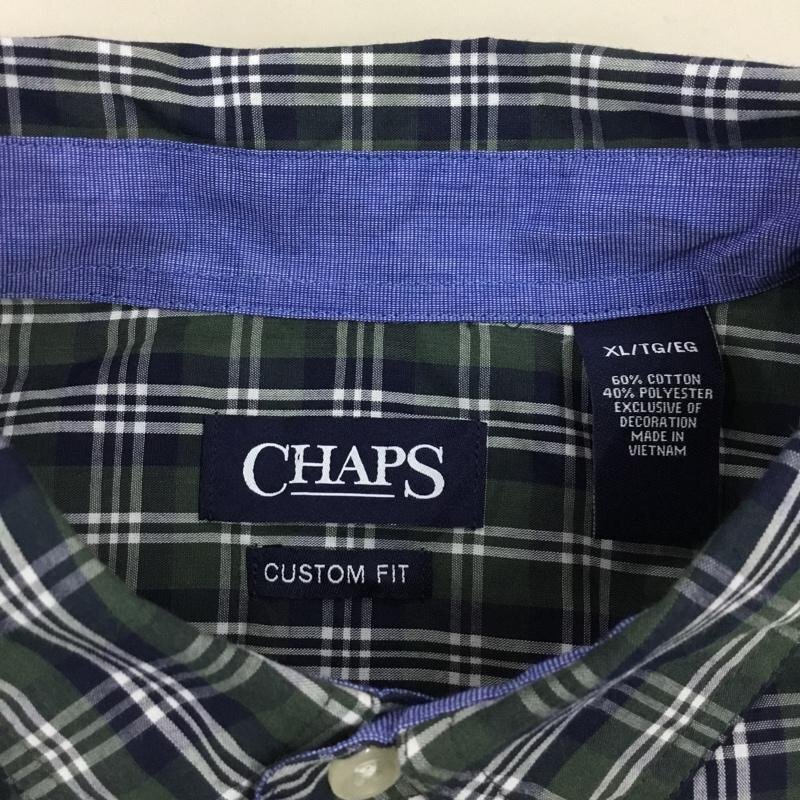 CHAPS
CUSTOM FIT
XL/TG/EG
60% COTTON
40% POLYESTER
EXCLUSIVE OF
DECORATION
MADE IN
VIETNAM